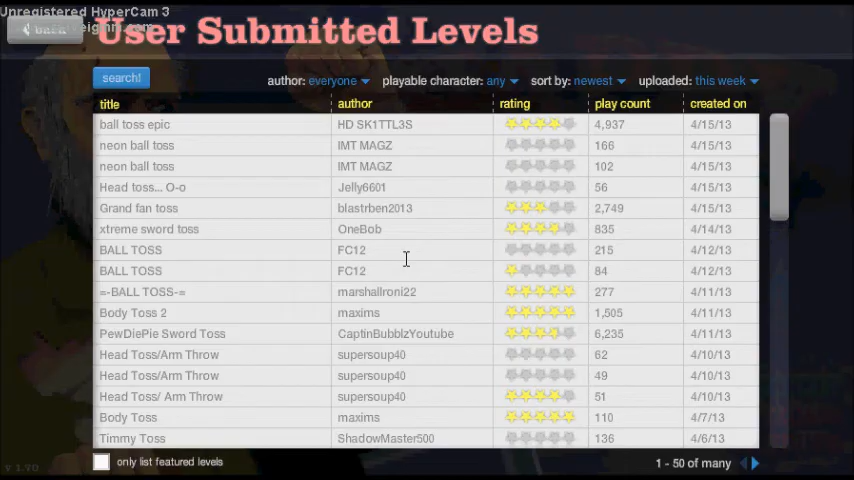 Unregistered HyperCam 3
back
User Submitted Levels
search!
author: everyone playable character: any sort by: newest uploaded: this week
title author rating play count created on
ball toss epic HD SK1TTL3S 4,937 4/15/13
neon ball toss IMT MAGZ 166 4/15/13
neon ball toss IMT MAGZ 102 4/15/13
Head toss... O-o Jelly6601 56 4/15/13
Grand fan toss blastrben2013 2,749 4/15/13
xtreme sword toss OneBob 835 4/14/13
BALL TOSS FC12 215 4/12/13
BALL TOSS FC12 84 4/12/13
=-BALL TOSS-= marshallroni22 277 4/11/13
Body Toss 2 maxims 1,505 4/11/13
PewDiePie Sword Toss CaptinBubblzYoutube 6,235 4/11/13
Head Toss/Arm Throw supersoup40 62 4/10/13
Head Toss/Arm Throw supersoup40 49 4/10/13
Head Toss/ Arm Throw supersoup40 51 4/10/13
Body Toss maxims 110 4/7/13
Timmy Toss ShadowMaster500 136 4/6/13
only list featured levels 1 - 50 of many
v 1.90